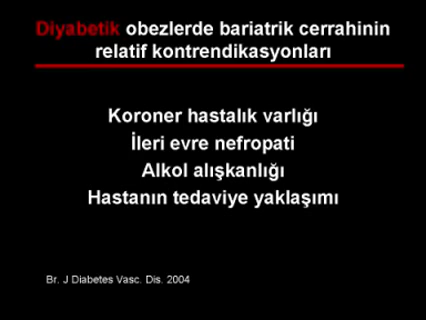 Diyabetik obezlerde bariatrik cerrahinin
relatif kontrendikasyonları
Koroner hastalık varlığı
İleri evre nefropati
Alkol alışkanlığı
Hastanın tedaviye yaklaşımı
Br. J Diabetes Vasc. Dis. 2004